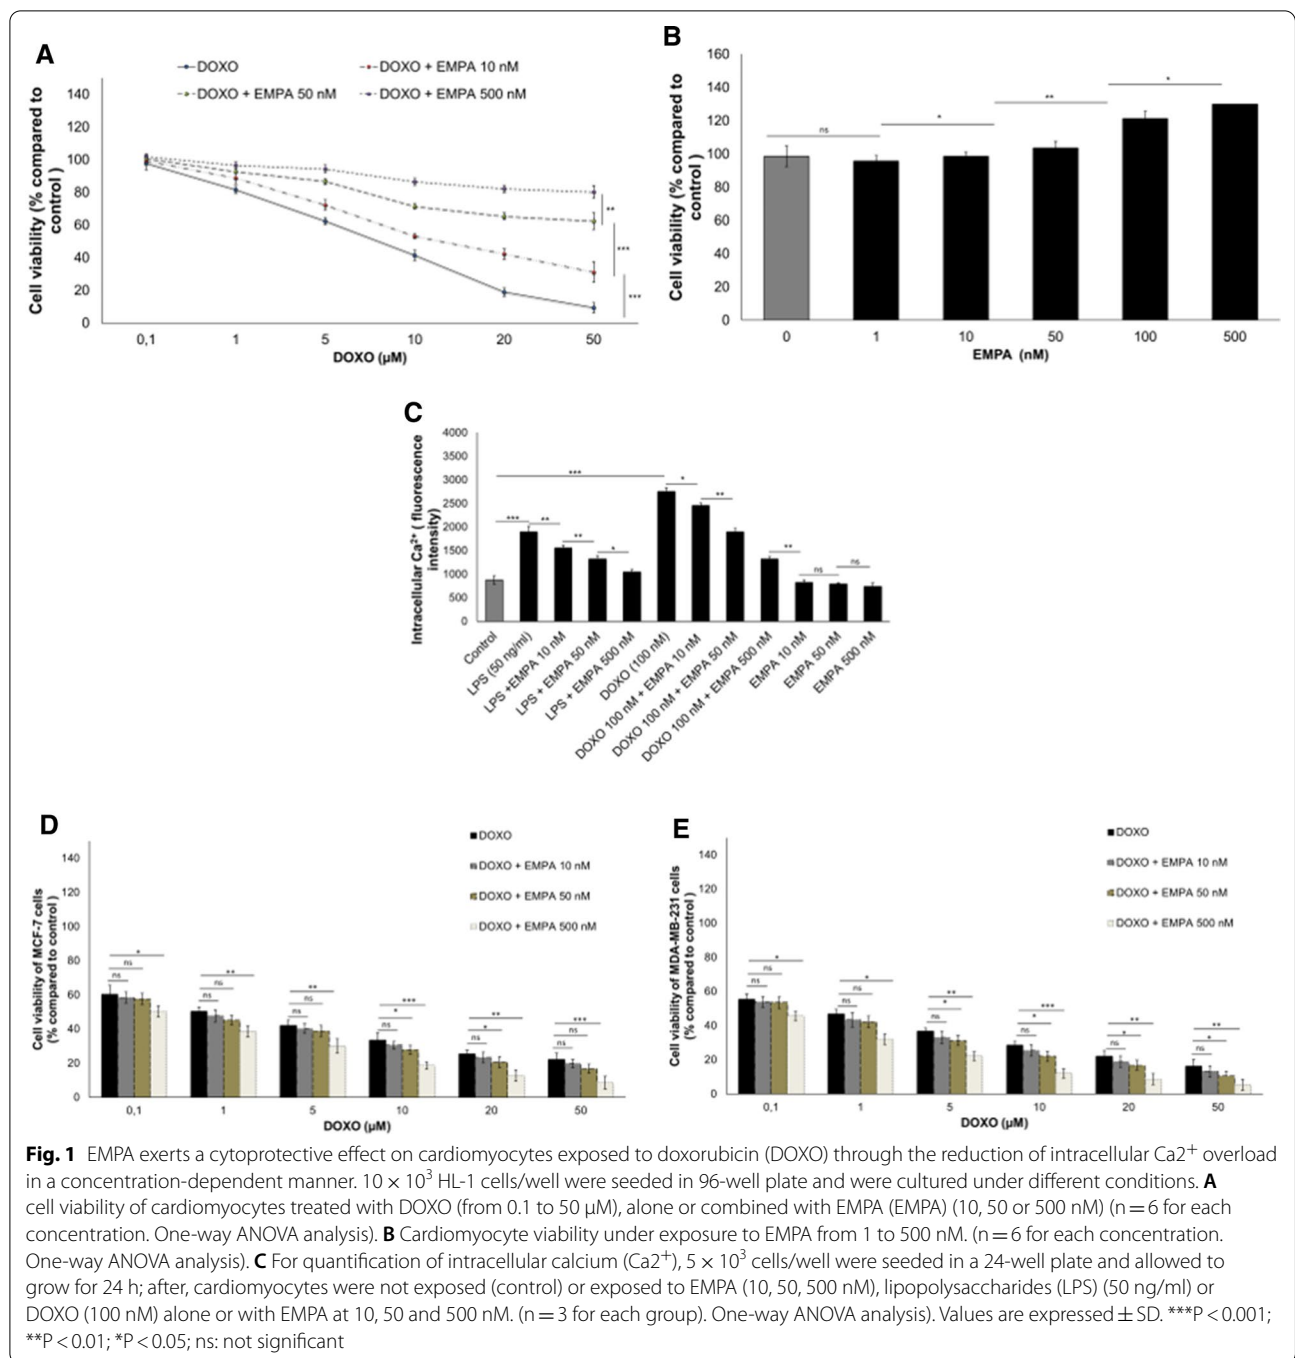 A
DOXO
DOXO + EMPA 10 nM
DOXO + EMPA 50 nM
DOXO + EMPA 500 nM
Cell viability (% compared to
control )
140
120
100
80
60
40
20
0
**
***
***
0,1 1 5 10 20 50
DOXO (µM)
B
Cell viability (% compared to
control )
160
140
120
100
80
60
40
20
0
ns
*
**
*
0 1 10 50 100 500
EMPA (nM)
C
Intracellular Ca²⁺ ( fluorescence
intensity)
4000
3500
3000
2500
2000
1500
1000
500
0
***
*** ** ** * * ** ** ns ns
Control
LPS (50 ng/ml)
LPS +EMPA 10 nM
LPS + EMPA 50 nM
LPS + EMPA 500 nM
DOXO (100 nM)
DOXO 100 nM + EMPA 10 nM
DOXO 100 nM + EMPA 50 nM
DOXO 100 nM + EMPA 500 nM
EMPA 10 nM
EMPA 50 nM
EMPA 500 nM
D
DOXO
DOXO + EMPA 10 nM
DOXO + EMPA 50 nM
DOXO + EMPA 500 nM
Cell viability of MCF-7 cells
(% compared to control )
140
120
100
80
60
40
20
0
* ** ** *** ** ***
ns ns ns * * ns
ns ns ns ns ns ns
0,1 1 5 10 20 50
DOXO (µM)
E
DOXO
DOXO + EMPA 10 nM
DOXO + EMPA 50 nM
DOXO + EMPA 500 nM
Cell viability of MDA-MB-231 cells
(% compared to control )
140
120
100
80
60
40
20
0
* * ** *** ** **
ns ns * * * *
ns ns ns ns ns ns
0,1 1 5 10 20 50
DOXO (µM)
Fig. 1 EMPA exerts a cytoprotective effect on cardiomyocytes exposed to doxorubicin (DOXO) through the reduction of intracellular Ca2⁺ overload
in a concentration-dependent manner. 10 × 10³ HL-1 cells/well were seeded in 96-well plate and were cultured under different conditions. A
cell viability of cardiomyocytes treated with DOXO (from 0.1 to 50 µM), alone or combined with EMPA (EMPA) (10, 50 or 500 nM) (n = 6 for each
concentration. One-way ANOVA analysis). B Cardiomyocyte viability under exposure to EMPA from 1 to 500 nM. (n = 6 for each concentration.
One-way ANOVA analysis). C For quantification of intracellular calcium (Ca2⁺), 5 × 10³ cells/well were seeded in a 24-well plate and allowed to
grow for 24 h; after, cardiomyocytes were not exposed (control) or exposed to EMPA (10, 50, 500 nM), lipopolysaccharides (LPS) (50 ng/ml) or
DOXO (100 nM) alone or with EMPA at 10, 50 and 500 nM. (n = 3 for each group). One-way ANOVA analysis). Values are expressed ± SD. ***P < 0.001;
**P < 0.01; *P < 0.05; ns: not significant